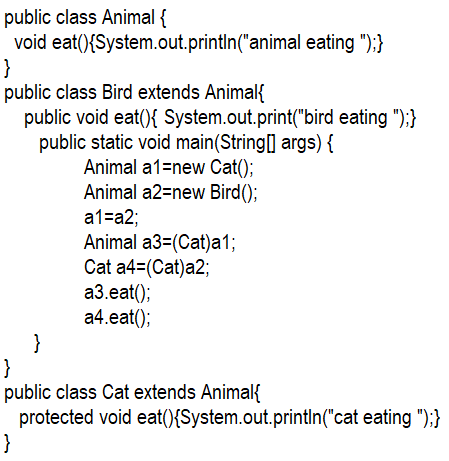 public class Animal {
void eat(){System.out.println("animal eating ");}
}
public class Bird extends Animal{
public void eat(){ System.out.print("bird eating ");}
public static void main(String[] args) {
Animal a1=new Cat();
Animal a2=new Bird();
a1=a2;
Animal a3=(Cat)a1;
Cat a4=(Cat)a2;
a3.eat();
a4.eat();
}
}
public class Cat extends Animal{
protected void eat(){System.out.println("cat eating ");}
}